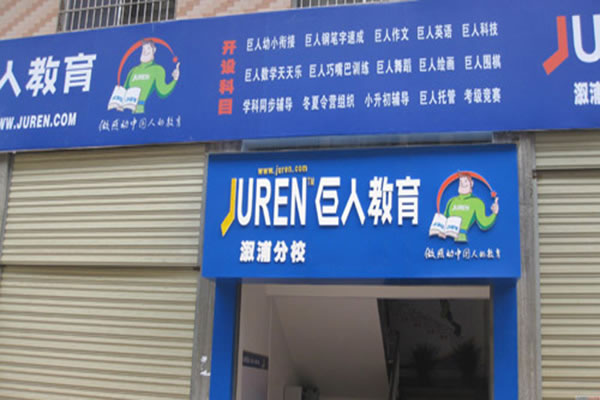 人教育
WWW.JUREN.COM
JUREN
做感动中国人的教育
开设科目
巨人幼小衔接 巨人钢笔字速成 巨人作文 巨人英语 巨人科技
巨人数学天天乐 巨人巧嘴巴训练 巨人舞蹈 巨人绘画 巨人围棋
学科同步辅导 冬夏令营组织 小升初辅导 巨人托管 考级竞赛
JU
溆浦
www.juren.com
JUREN™ 巨人教育
溆浦分校
JUREN
做感动中国人的教育